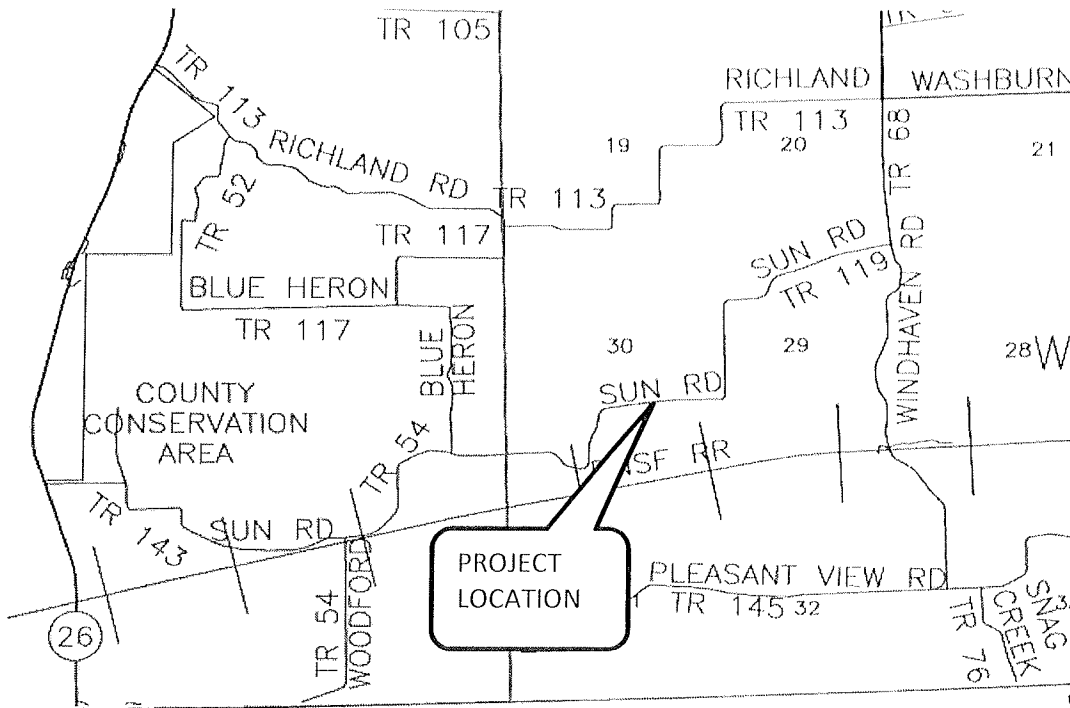 TR 105
TR 113
RICHLAND RD
TR 113
RICHLAND
WASHBURN
TR 113
19
20
21
TR 68
TR 52
TR 117
BLUE HERON
TR 117
BLUE
HERON
SUN RD
TR 119
WINDHAVEN RD
30
29
28
W
COUNTY
CONSERVATION
AREA
SUN RD
TR 54
RR
TR 143
SUN RD
PROJECT
LOCATION
PLEASANT VIEW RD
TR 145
32
TR 54
WOODFORD
26
TR 76
SNAG
CREEK